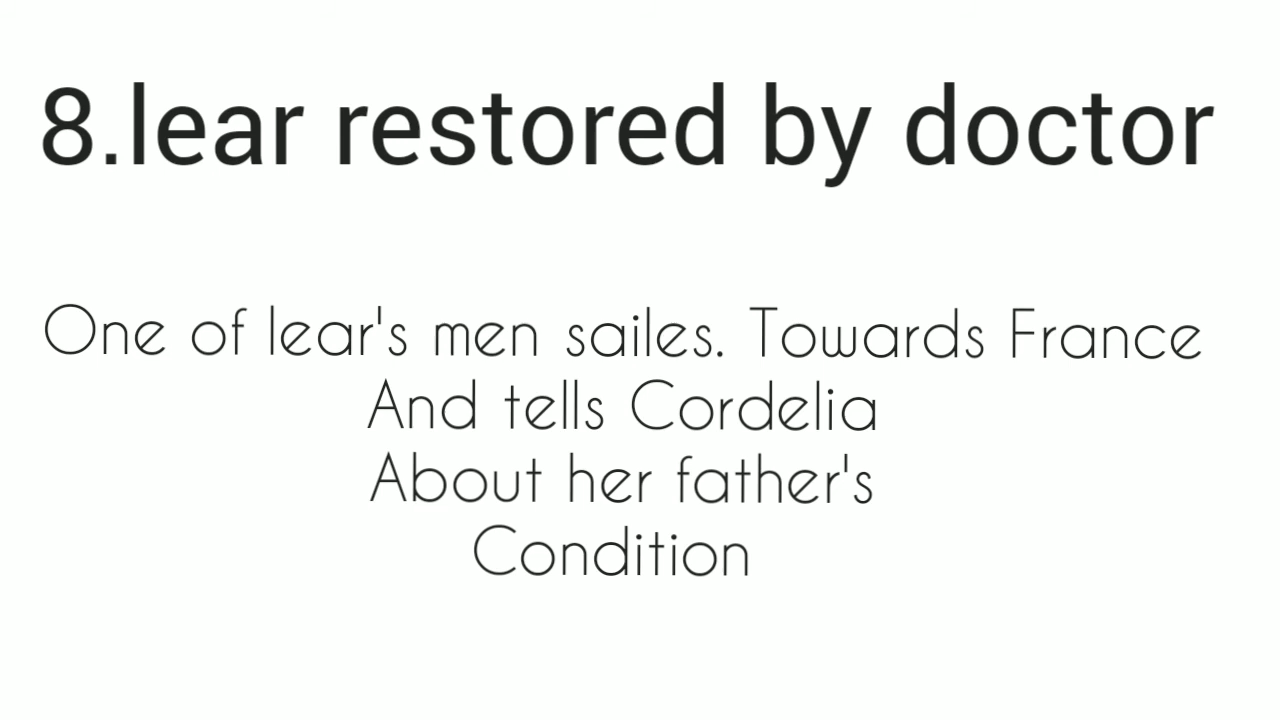 8.lear restored by doctor
One of lear's men sailes. Towards France
And tells Cordelia
About her father's
Condition